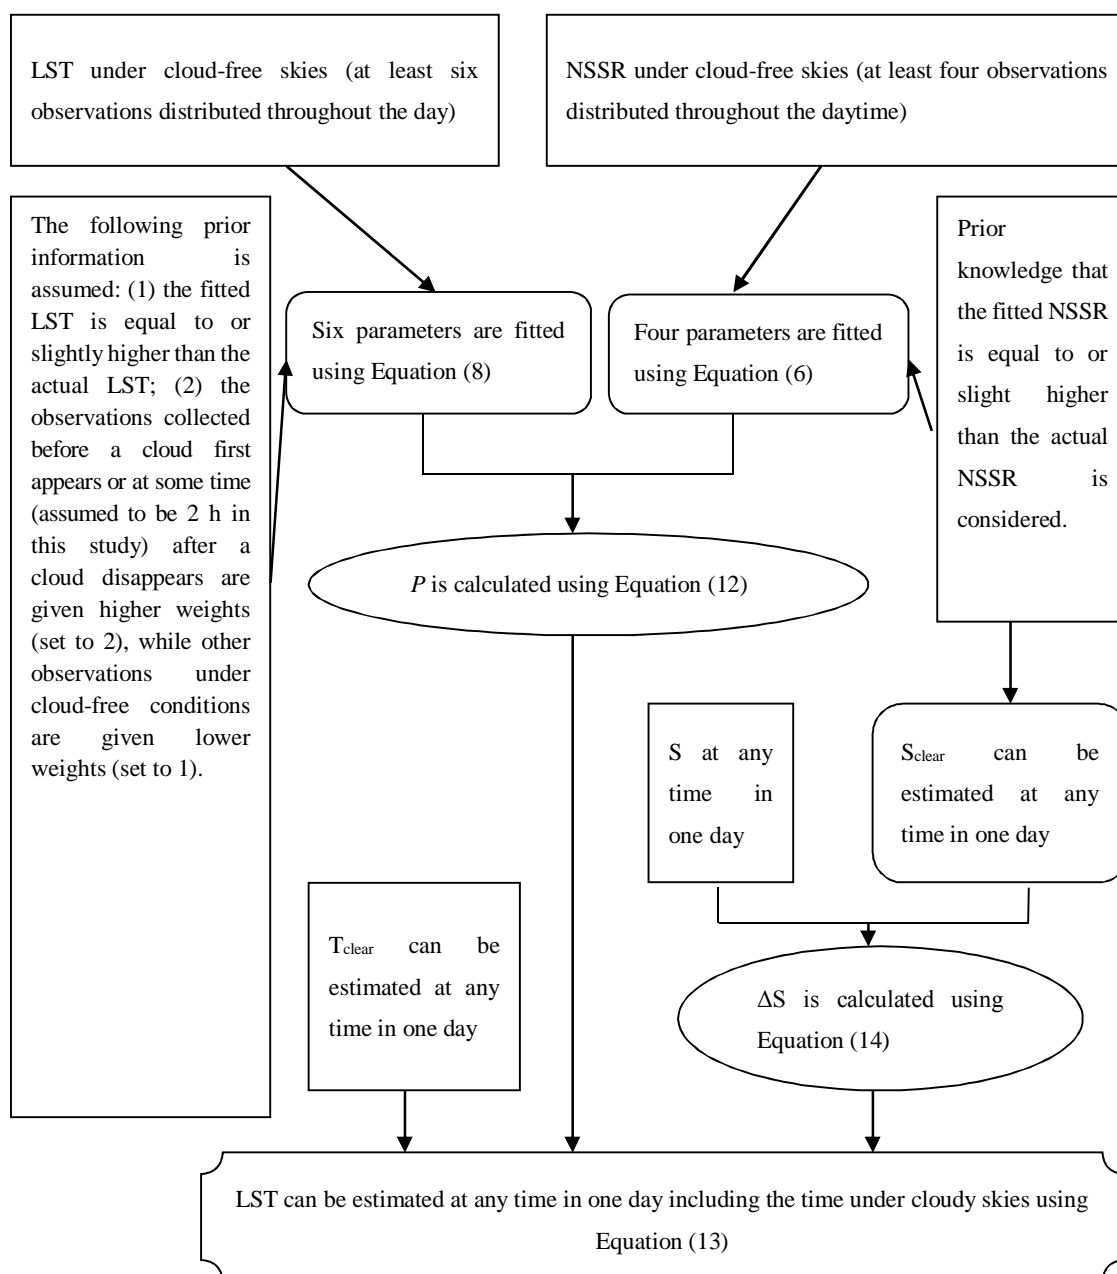 LST under cloud-free skies (at least six
observations distributed throughout the day)
NSSR under cloud-free skies (at least four observations
distributed throughout the daytime)
The following prior
information is
assumed: (1) the fitted
LST is equal to or
slightly higher than the
actual LST; (2) the
observations collected
before a cloud first
appears or at some time
(assumed to be 2 h in
this study) after a
cloud disappears are
given higher weights
(set to 2), while other
observations under
cloud-free conditions
are given lower
weights (set to 1).
Six parameters are fitted
using Equation (8)
Four parameters are fitted
using Equation (6)
Prior
knowledge that
the fitted NSSR
is equal to or
slight higher
than the actual
NSSR is
considered.
P is calculated using Equation (12)
S at any
time in
one day
Sclear can be
estimated at any
time in one day
Tclear can be
estimated at any
time in one day
ΔS is calculated using
Equation (14)
LST can be estimated at any time in one day including the time under cloudy skies using
Equation (13)